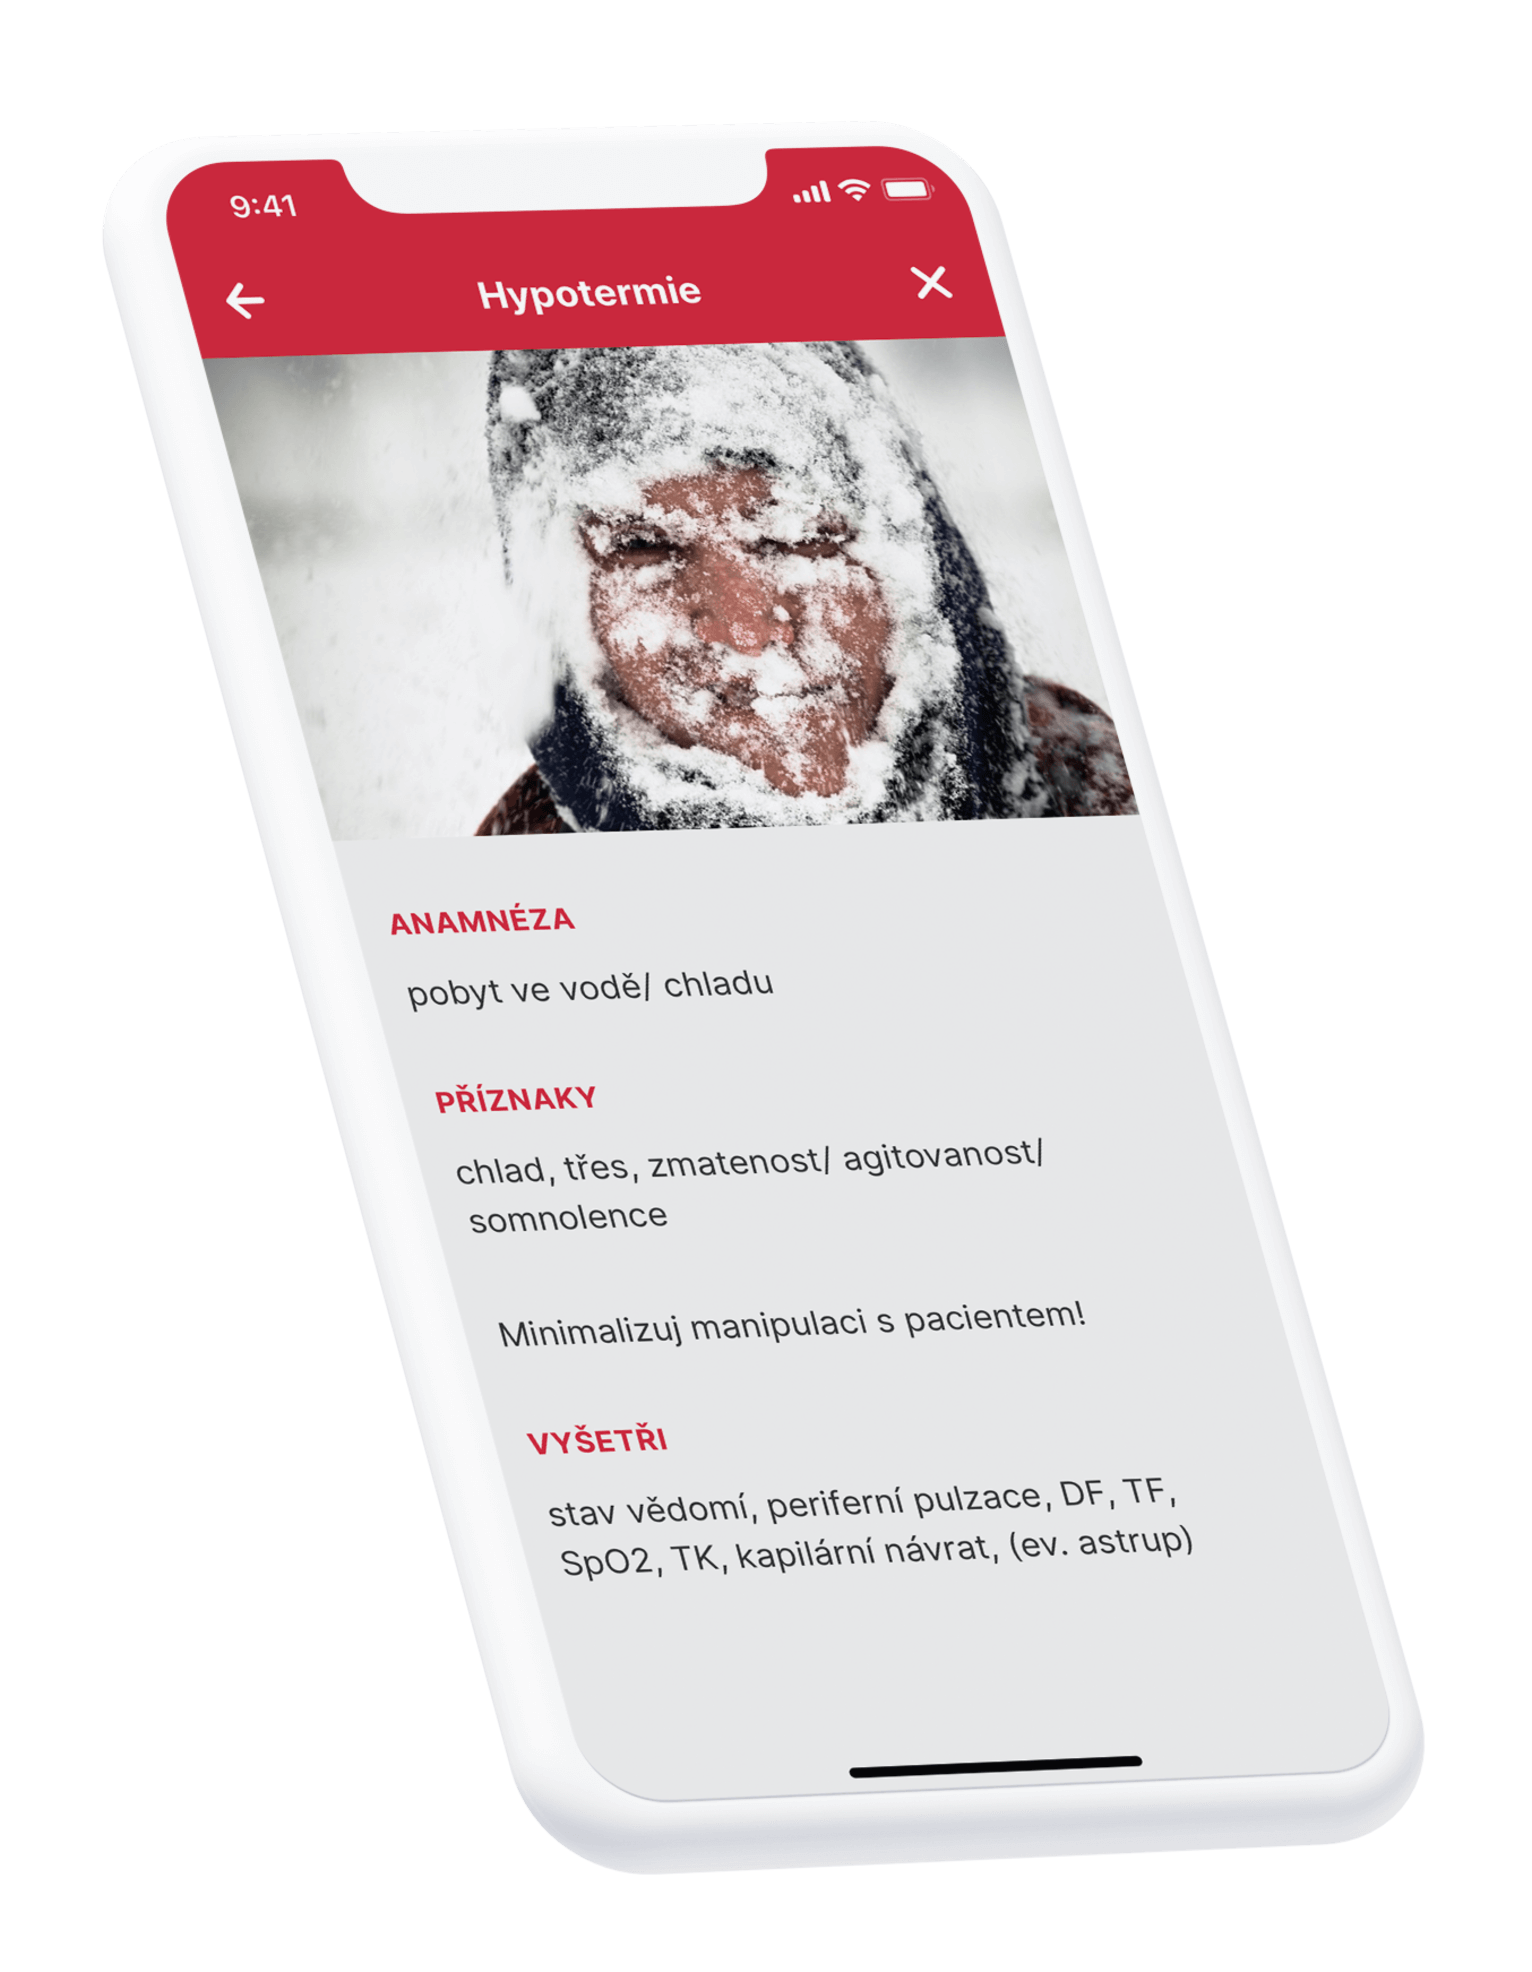 9:41
Hypotermie
ANAMNÉZA
pobyt ve vodě/ chladu
PŘÍZNAKY
chlad, třes, zmatenost/ agitovanost/
somnolence
Minimalizuj manipulaci s pacientem!
VYŠETŘI
stav vědomí, periferní pulzace, DF, TF,
SpO2, TK, kapilární návrat, (ev. astrup)